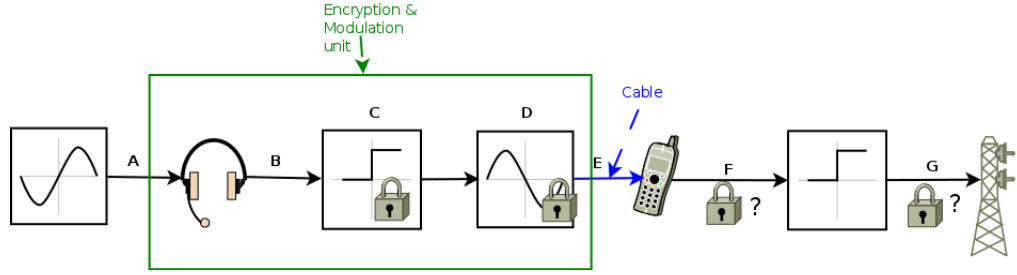 Encryption &
Modulation
unit
Cable
A
B
C
D
E
F
?
G
?